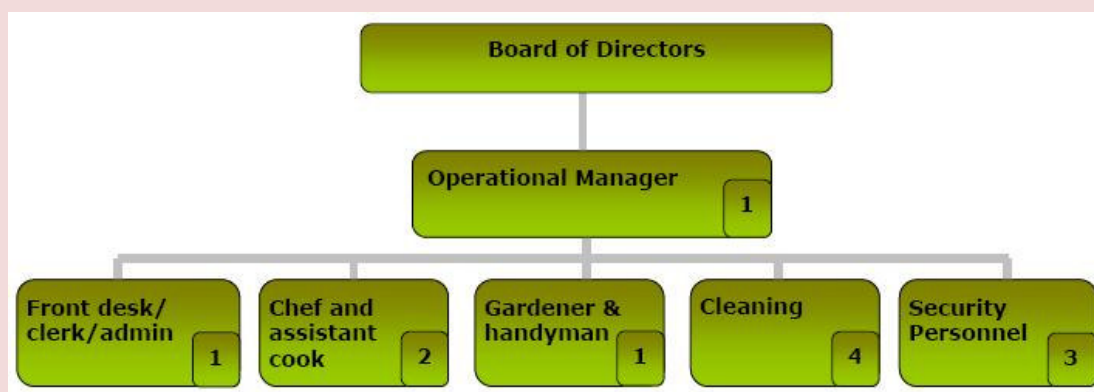 Board of Directors
Operational Manager
1
Front desk/
clerk/admin
1
Chef and
assistant
cook
2
Gardener &
handyman
1
Cleaning
4
Security
Personnel
3